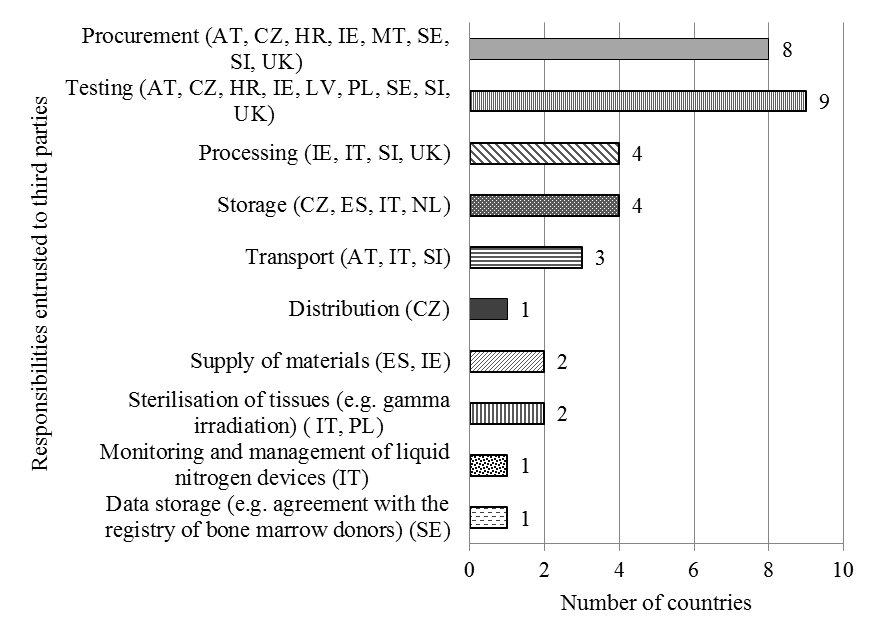 Responsibilities entrusted to third parties
Procurement (AT, CZ, HR, IE, MT, SE,
SI, UK)
8
Testing (AT, CZ, HR, IE, LV, PL, SE, SI,
UK)
9
Processing (IE, IT, SI, UK)
4
Storage (CZ, ES, IT, NL)
4
Transport (AT, IT, SI)
3
Distribution (CZ)
1
Supply of materials (ES, IE)
2
Sterilisation of tissues (e.g. gamma
irradiation) ( IT, PL)
2
Monitoring and management of liquid
nitrogen devices (IT)
1
Data storage (e.g. agreement with the
registry of bone marrow donors) (SE)
1
0 2 4 6 8 10
Number of countries